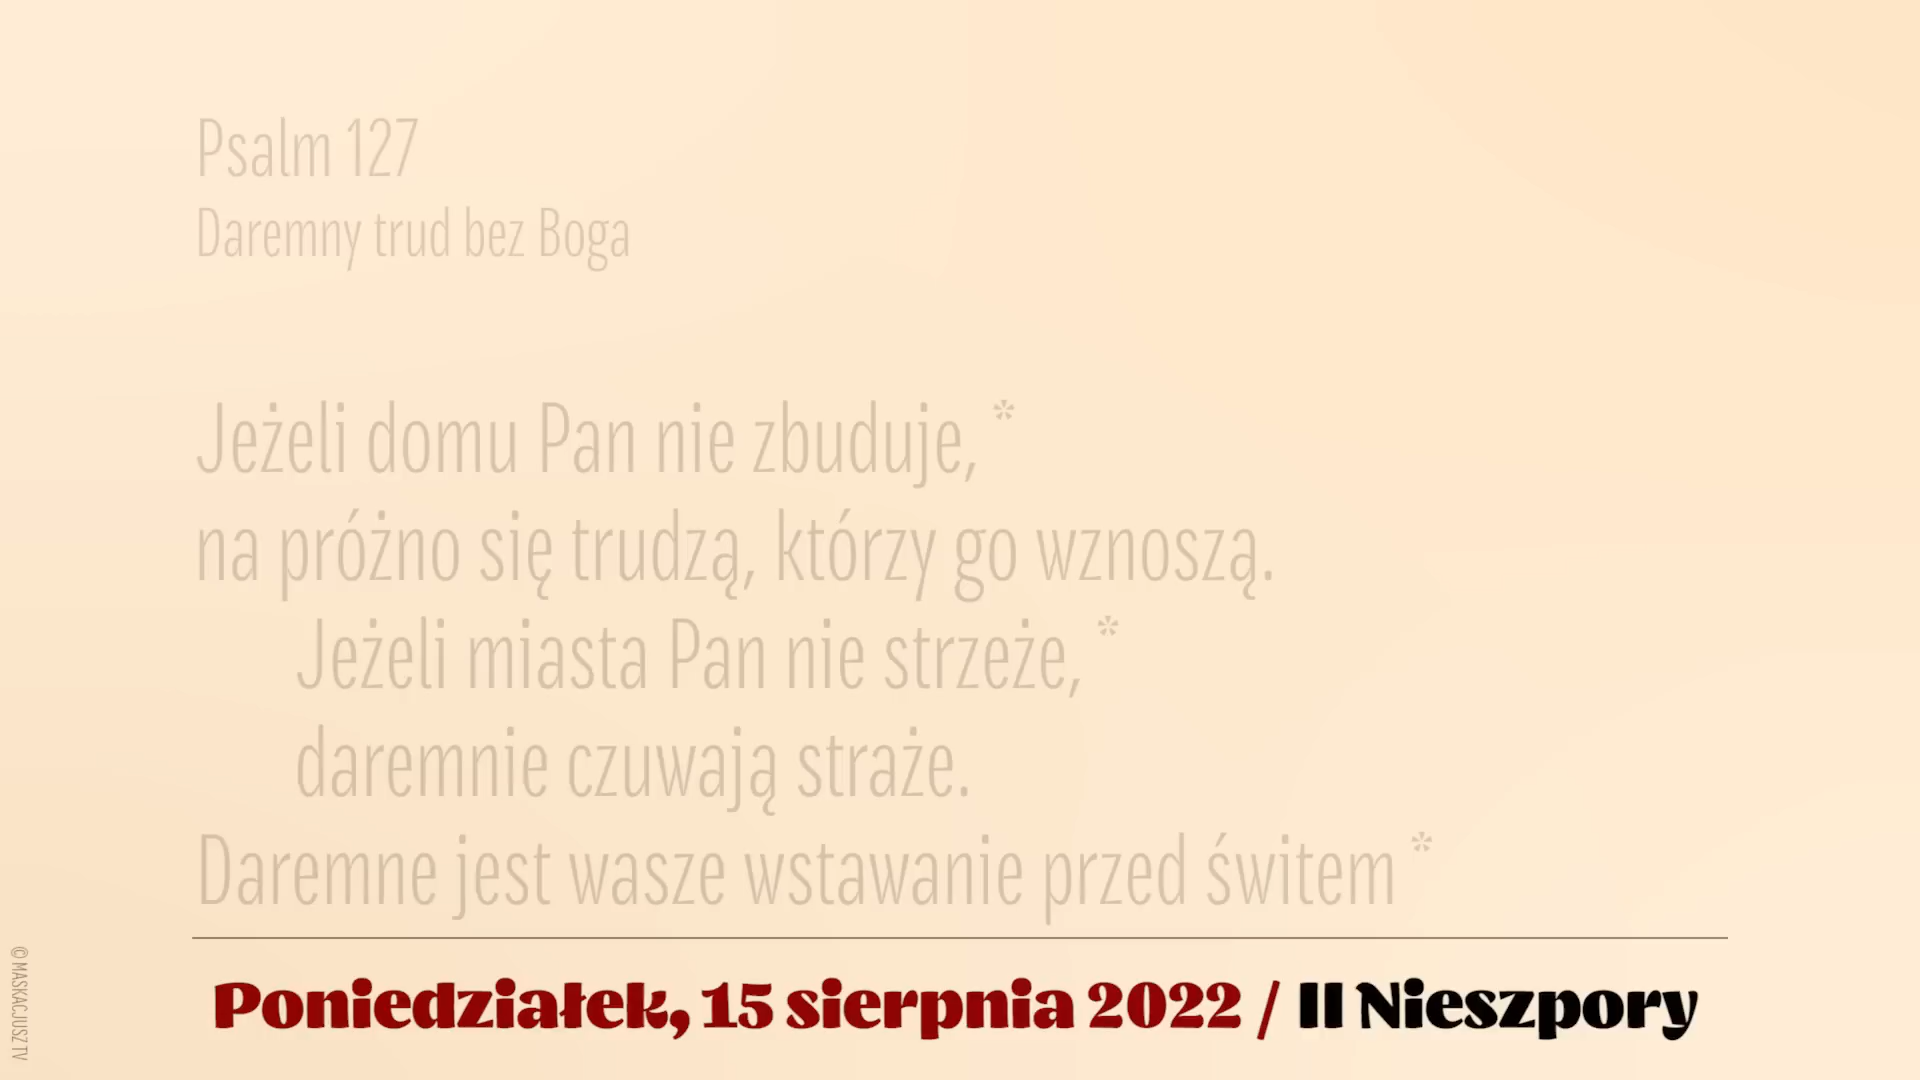 Psalm 127
Daremny trud bez Boga
Jeżeli domu Pan nie zbuduje, *
na próżno się trudzą, którzy go wznoszą.
Jeżeli miasta Pan nie strzeże, *
daremnie czuwają straże.
Daremne jest wasze wstawanie przed świtem *
Poniedziałek, 15 sierpnia 2022 / II Nieszpory
© MASKACJUSZ TV